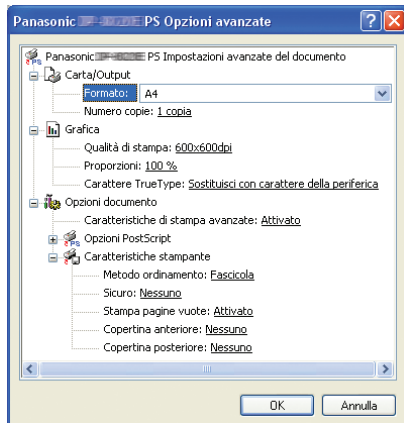 Panasonic PS Opzioni avanzate
Panasonic PS Impostazioni avanzate del documento
Carta/Output
Formato: A4
Numero copie: 1 copia
Grafica
Qualità di stampa: 600x600dpi
Proporzioni: 100 %
Carattere TrueType: Sostituisci con carattere della periferica
Opzioni documento
Caratteristiche di stampa avanzate: Attivato
Opzioni PostScript
Caratteristiche stampante
Metodo ordinamento: Fascicola
Sicuro: Nessuno
Stampa pagine vuote: Attivato
Copertina anteriore: Nessuno
Copertina posteriore: Nessuno
OK Annulla